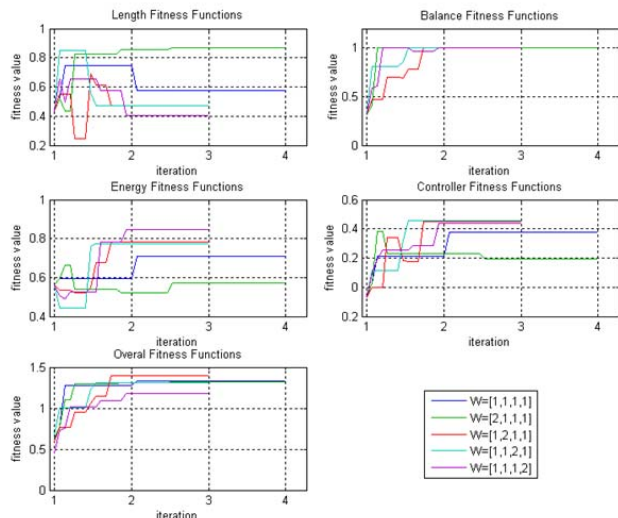 Length Fitness Functions
1
0.8
0.6
0.4
0.2
1 2 3 4
fitness value
iteration
Balance Fitness Functions
1
0.5
0
1 2 3 4
fitness value
iteration
Energy Fitness Functions
1
0.8
0.6
0.4
1 2 3 4
fitness value
iteration
Controller Fitness Functions
0.6
0.4
0.2
0
0.2
1 2 3 4
fitness value
iteration
Overal Fitness Functions
1.5
1
0.5
0
1 2 3 4
fitness value
iteration
W=[1,1,1,1]
W=[2,1,1,1]
W=[1,2,1,1]
W=[1,1,2,1]
W=[1,1,1,2]